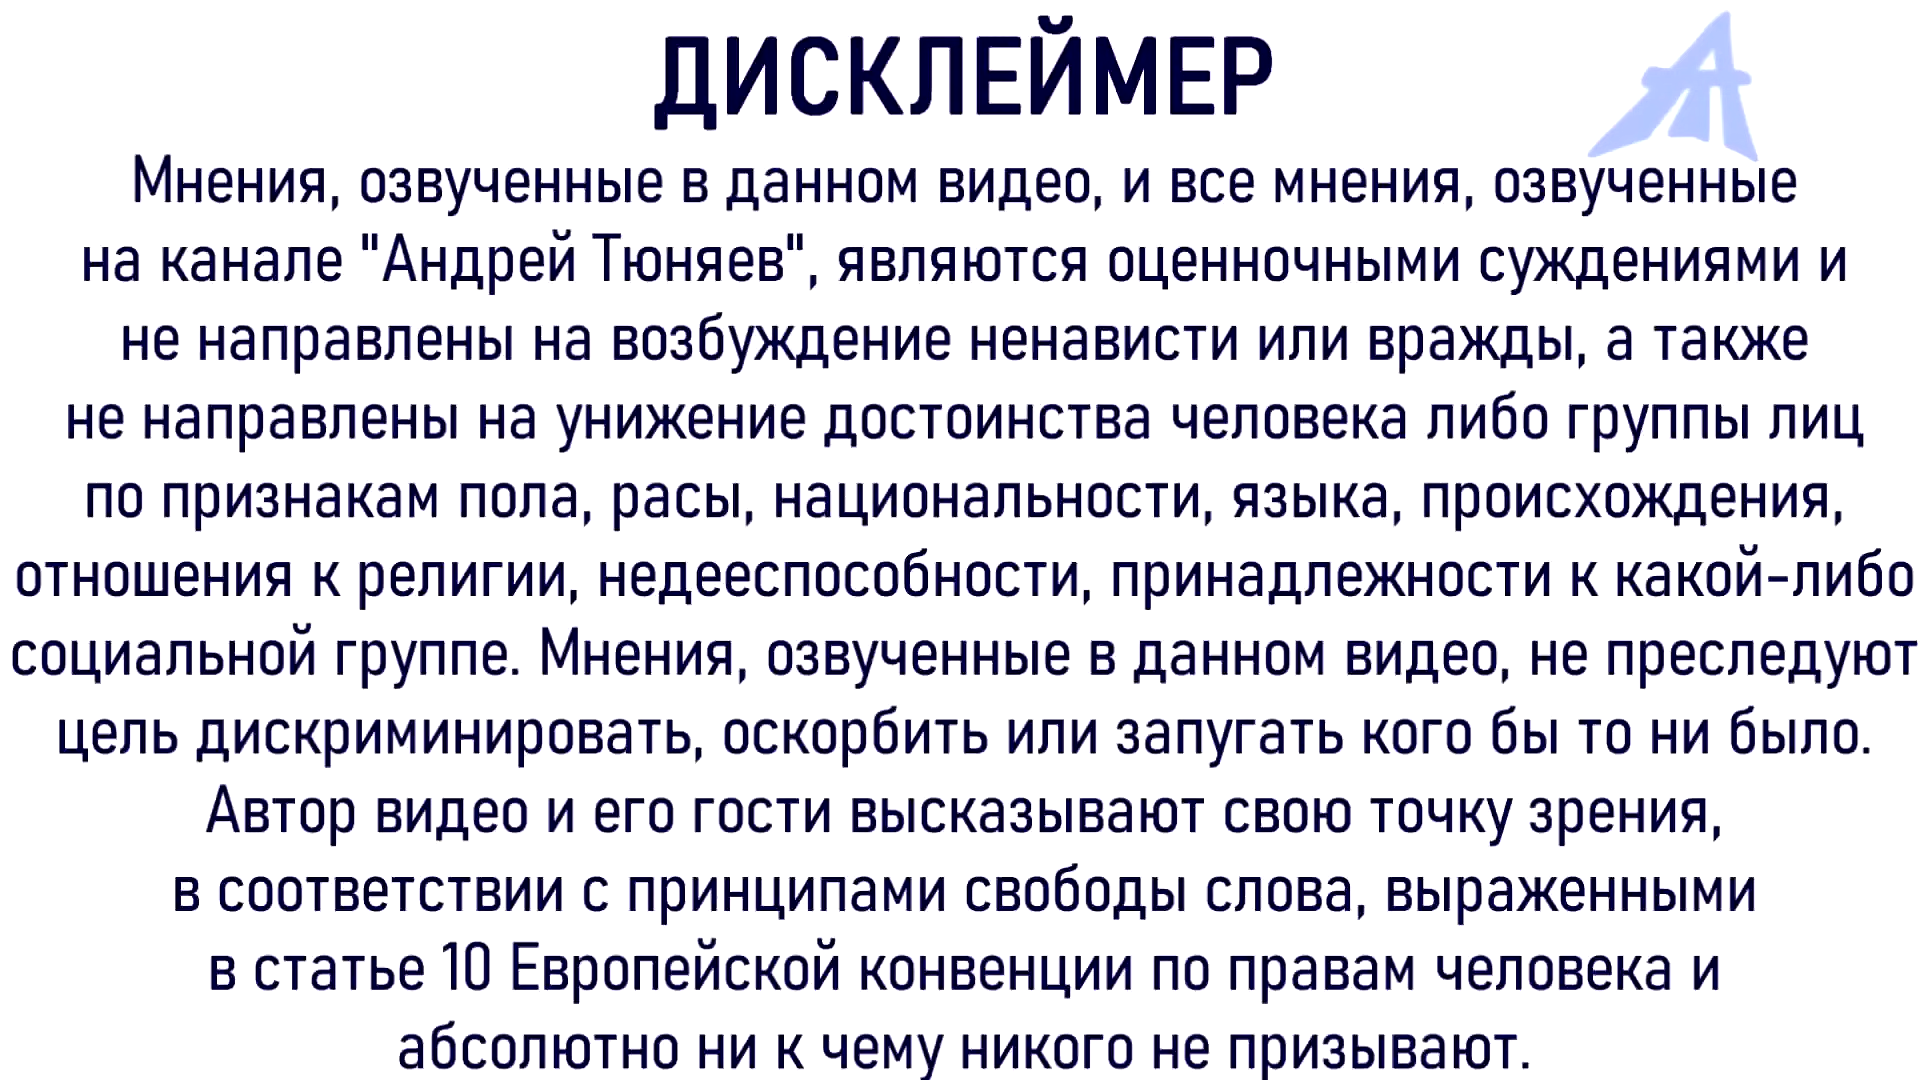 ДИСКЛЕЙМЕР
Мнения, озвученные в данном видео, и все мнения, озвученные
на канале "Андрей Тюняев", являются оценночными суждениями и
не направлены на возбуждение ненависти или вражды, а также
не направлены на унижение достоинства человека либо группы лиц
по признакам пола, расы, национальности, языка, происхождения,
отношения к религии, недееспособности, принадлежности к какой-либо
социальной группе. Мнения, озвученные в данном видео, не преследуют
цель дискриминировать, оскорбить или запугать кого бы то ни было.
Автор видео и его гости высказывают свою точку зрения,
в соответствии с принципами свободы слова, выраженными
в статье 10 Европейской конвенции по правам человека и
абсолютно ни к чему никого не призывают.